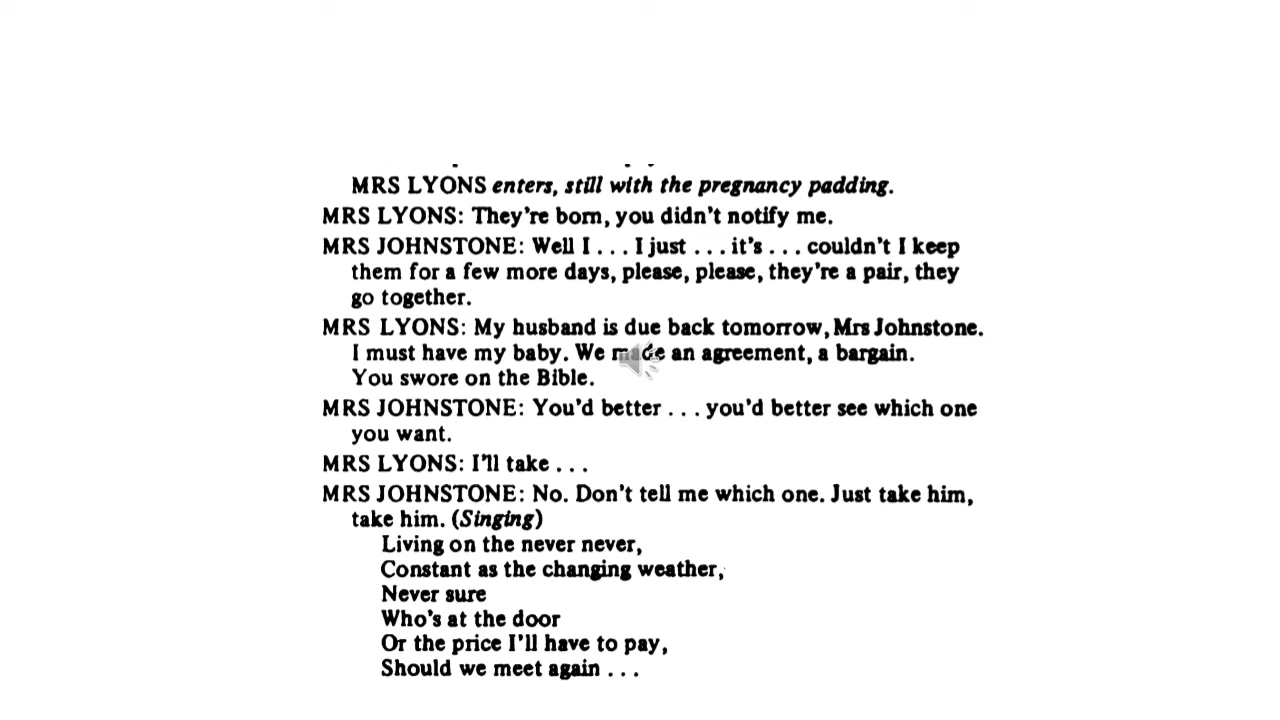 MRS LYONS enters, still with the pregnancy padding.
MRS LYONS: They're born, you didn't notify me.
MRS JOHNSTONE: Well I . . . I just . . . it's . . . couldn't I keep
them for a few more days, please, please, they're a pair, they
go together.
MRS LYONS: My husband is due back tomorrow, Mrs Johnstone.
I must have my baby. We made an agreement, a bargain.
You swore on the Bible.
MRS JOHNSTONE: You'd better . . . you'd better see which one
you want.
MRS LYONS: I'll take . . .
MRS JOHNSTONE: No. Don't tell me which one. Just take him,
take him. (Singing)
Living on the never never,
Constant as the changing weather,
Never sure
Who's at the door
Or the price I'll have to pay,
Should we meet again . . .